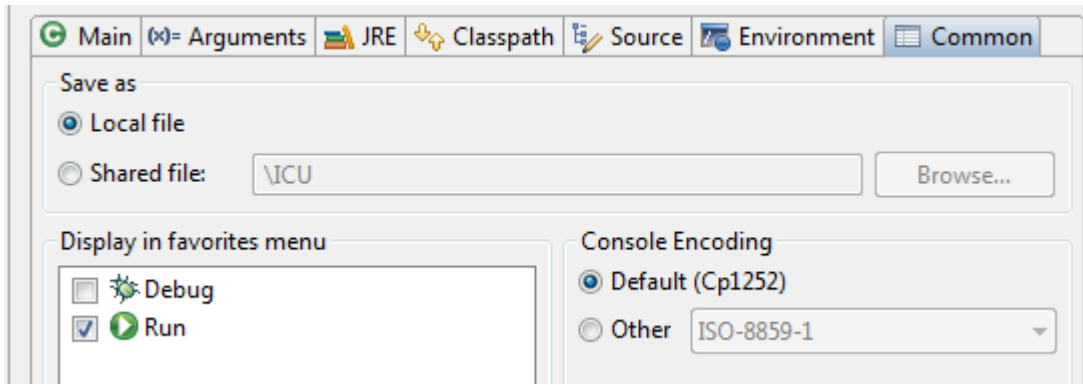 Main (x)= Arguments JRE Classpath Source Environment Common
Save as
Local file
Shared file: \ICU Browse...
Display in favorites menu
Debug
Run
Console Encoding
Default (Cp1252)
Other ISO-8859-1